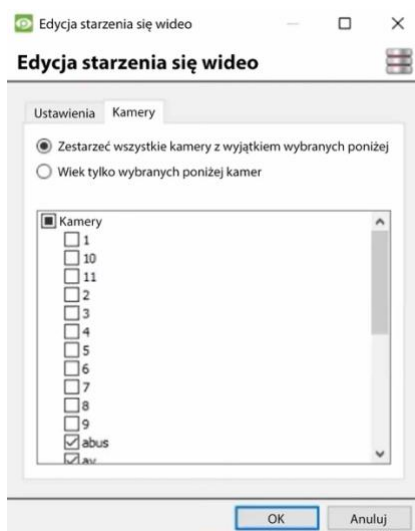 Edycja starzenia się wideo
Edycja starzenia się wideo
Ustawienia Kamery
Zestarzeć wszystkie kamery z wyjątkiem wybranych poniżej
Wiek tylko wybranych poniżej kamer
Kamery
1
10
11
2
3
4
5
6
7
8
9
abus
av
OK Anuluj